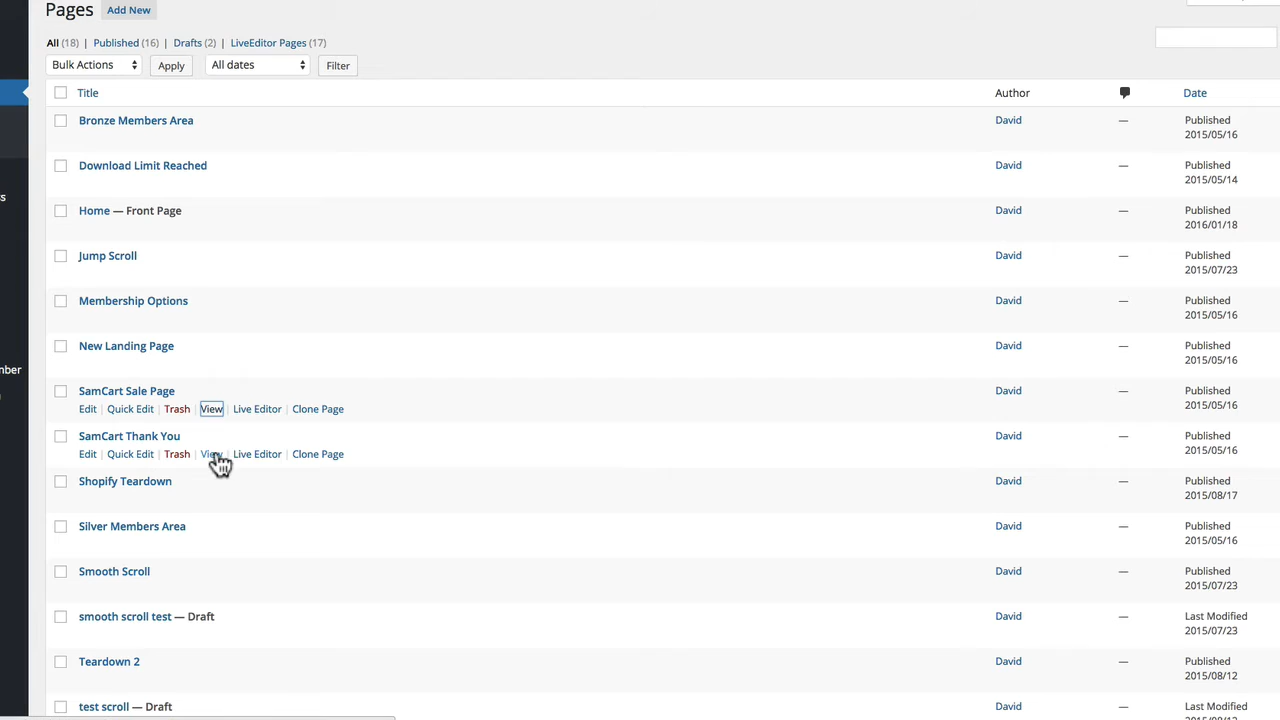 Pages Add New
All (18) | Published (16) | Drafts (2) | LiveEditor Pages (17)
Bulk Actions Apply All dates Filter
Title Author Date
Bronze Members Area David — Published
2015/05/16
Download Limit Reached David — Published
2015/05/14
Home — Front Page David — Published
2016/01/18
Jump Scroll David — Published
2015/07/23
Membership Options David — Published
2015/05/16
New Landing Page David — Published
2015/05/16
SamCart Sale Page David — Published
Edit | Quick Edit | Trash | View | Live Editor | Clone Page 2015/05/16
SamCart Thank You David — Published
Edit | Quick Edit | Trash | View | Live Editor | Clone Page 2015/05/16
Shopify Teardown David — Published
2015/08/17
Silver Members Area David — Published
2015/05/16
Smooth Scroll David — Published
2015/07/23
smooth scroll test — Draft David — Last Modified
2015/07/23
Teardown 2 David — Published
2015/08/12
test scroll — Draft David — Last Modified